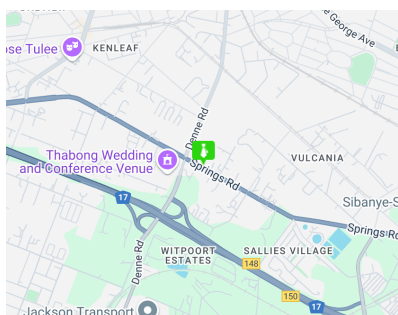 George Ave
ose Tulee
KENLEAF
Denne Rd
Thabong Wedding
and Conference Venue
Springs Rd
VULCANIA
17
Sibanye-S
Springs Ro
Denne Rd
WITPOORT
ESTATES
SALLIES VILLAGE
148
150
17
Jackson Transport